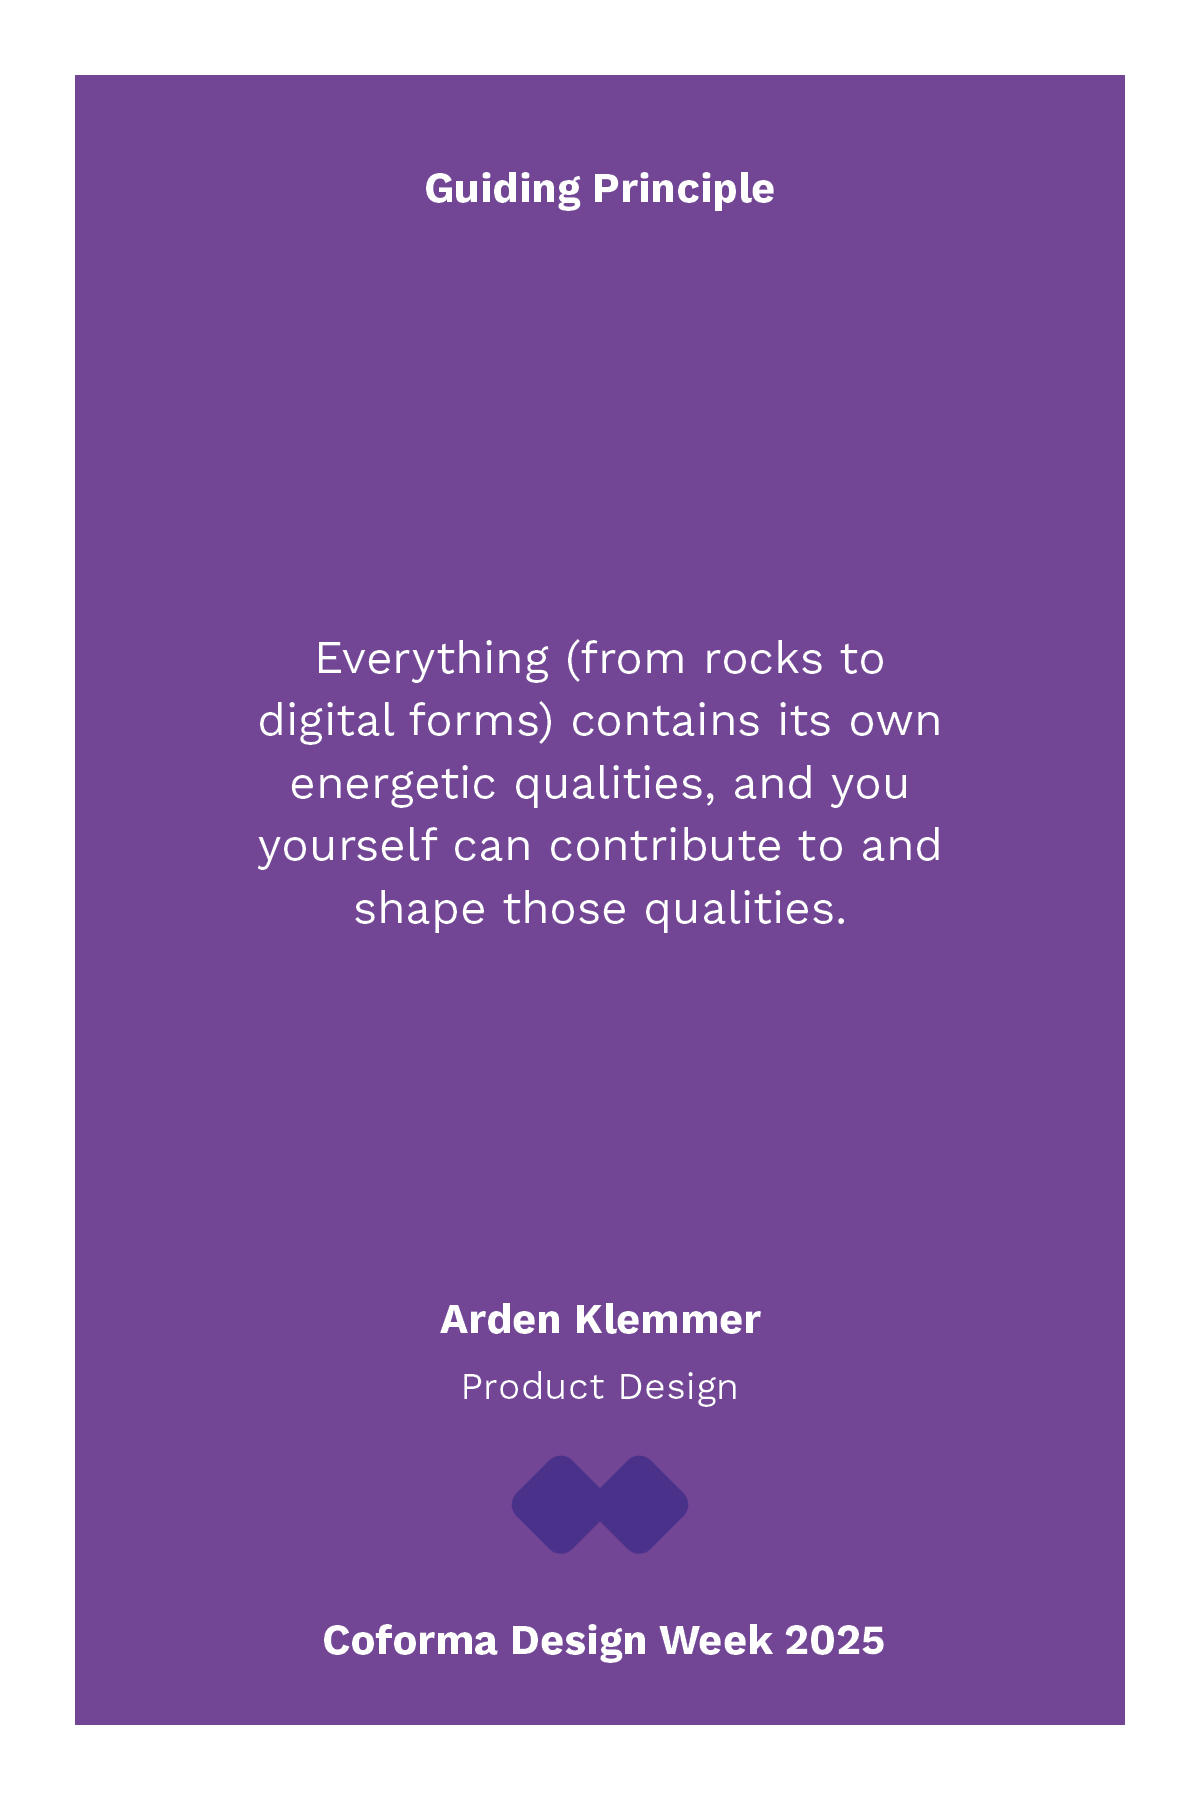 Guiding Principle
Everything (from rocks to
digital forms) contains its own
energetic qualities, and you
yourself can contribute to and
shape those qualities.
Arden Klemmer
Product Design
Coforma Design Week 2025